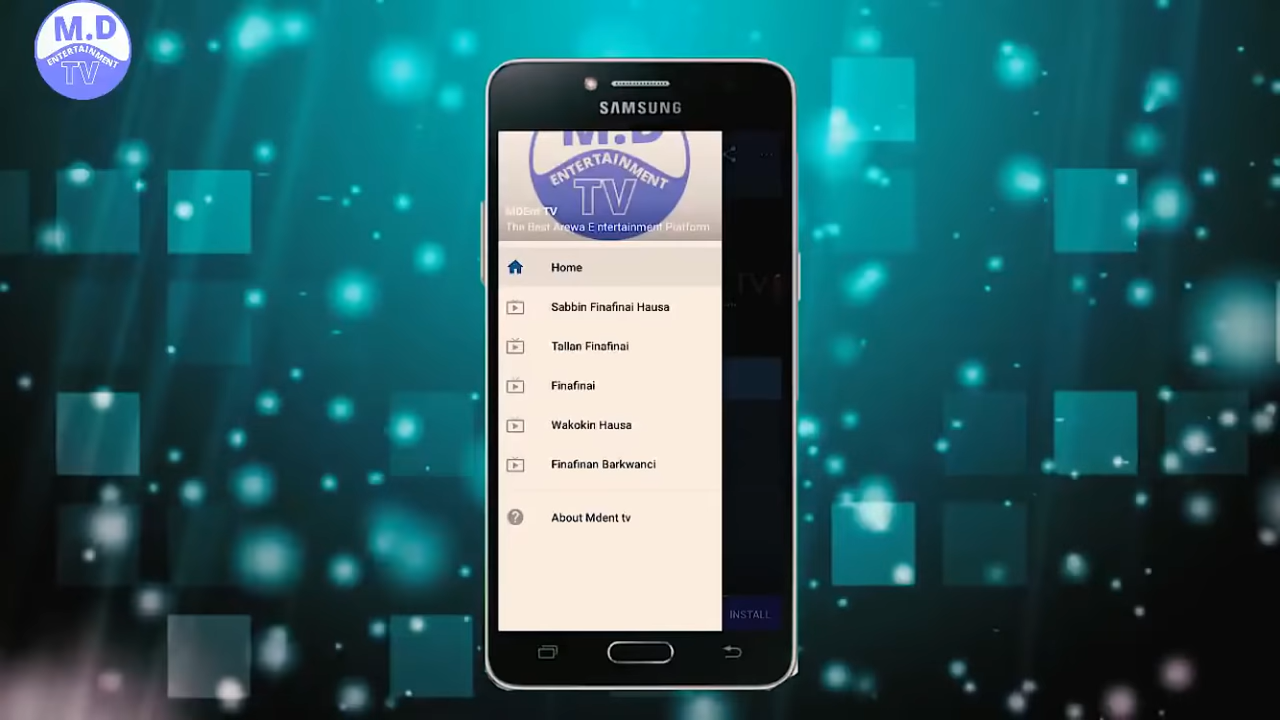 M.D
ENTERTAINMENT
TV
SAMSUNG
M.D
ENTERTAINMENT
TV
MDEnt TV
The Best Arewa Entertainment Platform
Home
Sabbin Finafinai Hausa
Tallan Finafinai
Finafinai
Wakokin Hausa
Finafinan Barkwanci
About Mdent tv
TV
INSTALL